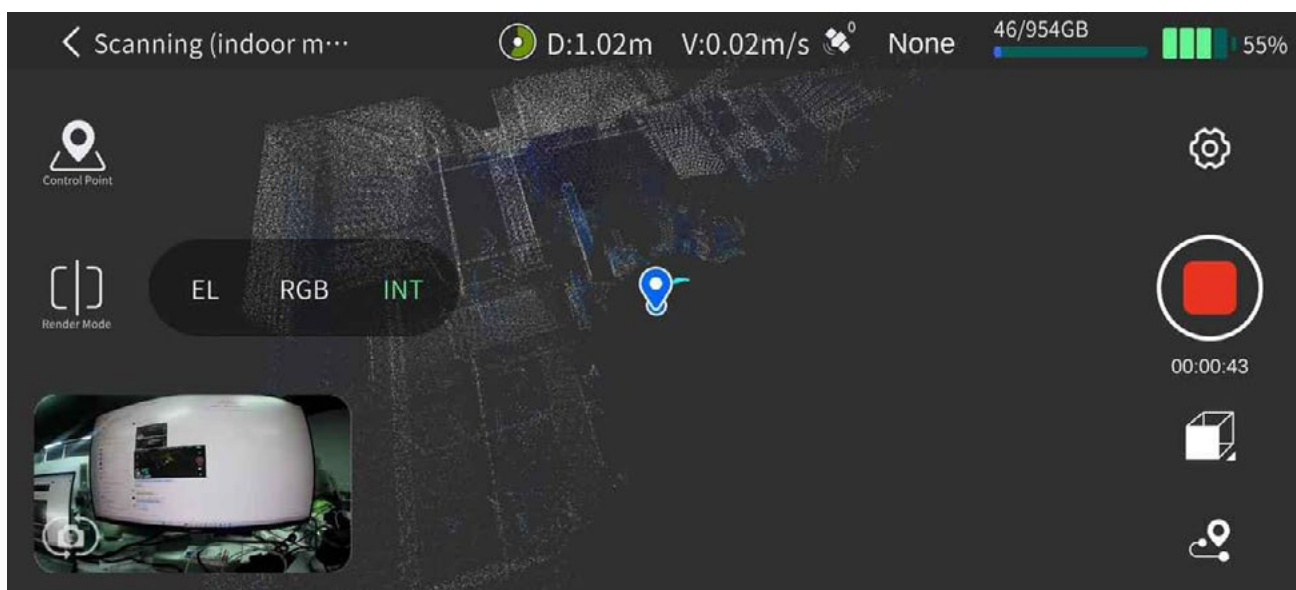 Scanning (indoor m···
D:1.02m
V:0.02m/s
0
None
46/954GB
55%
Control Point
EL
RGB
INT
Render Mode
00:00:43